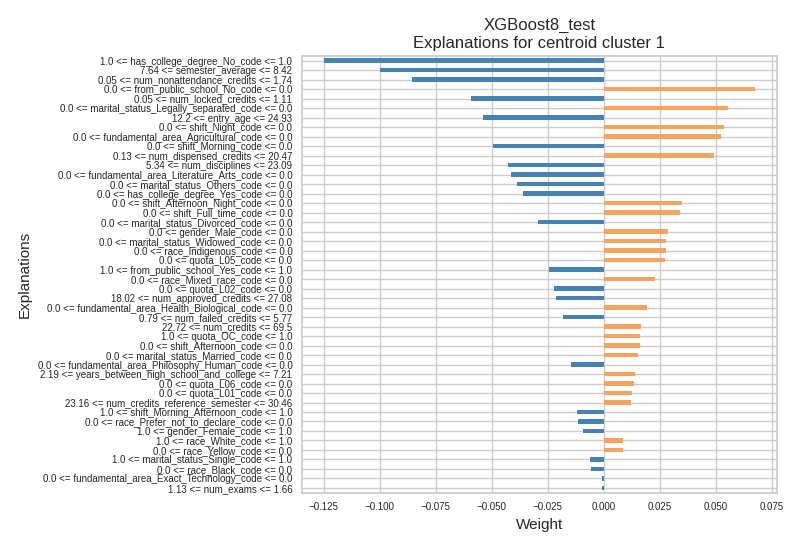 XGBoost8_test
Explanations for centroid cluster 1
1.0 <= has_college_degree_No_code <= 1.0
7.64 <= semester_average <= 8.42
0.05 <= num_nonattendance_credits <= 1.74
0.0 <= from_public_school_No_code <= 0.0
0.05 <= num_locked_credits <= 1.11
0.0 <= marital_status_Legally_separated_code <= 0.0
12.2 <= entry_age <= 24.93
0.0 <= shift_Night_code <= 0.0
0.0 <= fundamental_area_Agricultural_code <= 0.0
0.0 <= shift_Morning_code <= 0.0
0.13 <= num_dispensed_credits <= 20.47
5.34 <= num_disciplines <= 23.09
0.0 <= fundamental_area_Literature_Arts_code <= 0.0
0.0 <= marital_status_Others_code <= 0.0
0.0 <= has_college_degree_Yes_code <= 0.0
0.0 <= shift_Afternoon_Night_code <= 0.0
0.0 <= shift_Full_time_code <= 0.0
0.0 <= marital_status_Divorced_code <= 0.0
0.0 <= gender_Male_code <= 0.0
0.0 <= marital_status_Widowed_code <= 0.0
0.0 <= race_Indigenous_code <= 0.0
0.0 <= quota_L05_code <= 0.0
1.0 <= from_public_school_Yes_code <= 1.0
0.0 <= race_Mixed_race_code <= 0.0
0.0 <= quota_L02_code <= 0.0
18.02 <= num_approved_credits <= 27.08
0.0 <= fundamental_area_Health_Biological_code <= 0.0
0.79 <= num_failed_credits <= 5.77
22.72 <= num_credits <= 69.5
1.0 <= quota_OC_code <= 1.0
0.0 <= shift_Afternoon_code <= 0.0
0.0 <= marital_status_Married_code <= 0.0
0.0 <= fundamental_area_Philosophy_Human_code <= 0.0
2.19 <= years_between_high_school_and_college <= 7.21
0.0 <= quota_L06_code <= 0.0
0.0 <= quota_L01_code <= 0.0
23.16 <= num_credits_reference_semester <= 30.46
1.0 <= shift_Morning_Afternoon_code <= 1.0
0.0 <= race_Prefer_not_to_declare_code <= 0.0
1.0 <= gender_Female_code <= 1.0
1.0 <= race_White_code <= 1.0
0.0 <= race_Yellow_code <= 0.0
1.0 <= marital_status_Single_code <= 1.0
0.0 <= race_Black_code <= 0.0
0.0 <= fundamental_area_Exact_Technology_code <= 0.0
1.13 <= num_exams <= 1.66
Explanations
−0.125 −0.100 −0.075 −0.050 −0.025 0.000 0.025 0.050 0.075
Weight